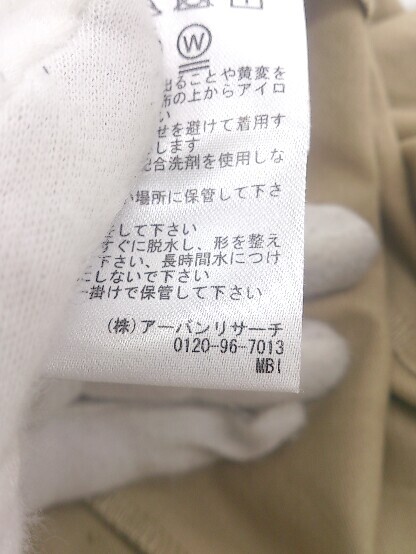 W
出ることや黄変を
布の上からアイロ
い
せを避けて着用す
します
配合洗剤を使用しな
い場所に保管して下さ
をして下さい
すぐに脱水し、形を整え
下さい、長時間水につけ
にしないで下さい
掛けで保管して下さい
(株)アーバンリサーチ
0120-96-7013